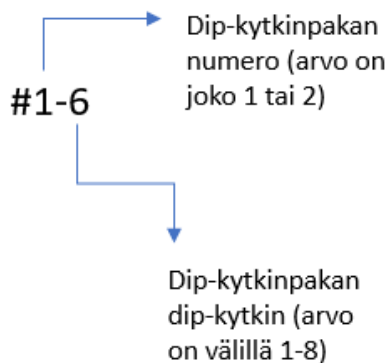 Dip-kytkinpakan
numero (arvo on
joko 1 tai 2)
#1-6
Dip-kytkinpakan
dip-kytkin (arvo
on välillä 1-8)